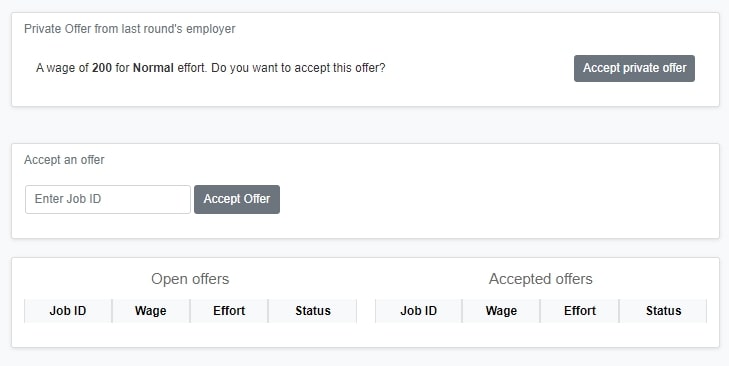 Private Offer from last round's employer
A wage of 200 for Normal effort. Do you want to accept this offer? Accept private offer
Accept an offer
Enter Job ID Accept Offer
Open offers Accepted offers
Job ID Wage Effort Status Job ID Wage Effort Status